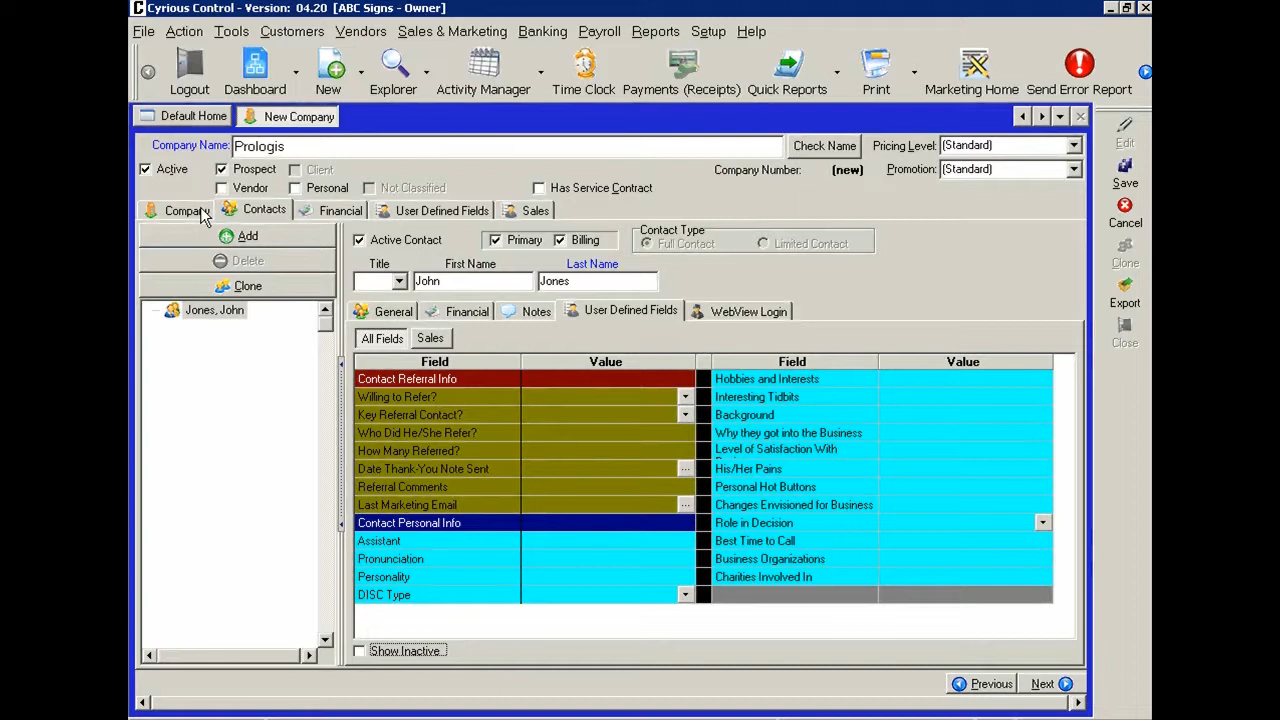 Cyrious Control - Version: 04.20 [ABC Signs - Owner]
File Action Tools Customers Vendors Sales & Marketing Banking Payroll Reports Setup Help
Logout Dashboard New Explorer Activity Manager Time Clock Payments (Receipts) Quick Reports Print Marketing Home Send Error Report
Default Home New Company
Company Name: Prologis Check Name Pricing Level: (Standard)
Active Prospect Client Company Number: (new) Promotion: (Standard)
Vendor Personal Not Classified Has Service Contract
Company Contacts Financial User Defined Fields Sales
Add
Delete
Clone
Jones, John
Active Contact Primary Billing Contact Type Full Contact Limited Contact
Title First Name Last Name
John Jones
General Financial Notes User Defined Fields WebView Login
All Fields Sales
Field Value Field Value
Contact Referral Info Hobbies and Interests
Willing to Refer? Interesting Tidbits
Key Referral Contact? Background
Who Did He/She Refer? Why they got into the Business
How Many Referred? Level of Satisfaction With
Date Thank-You Note Sent ... His/Her Pains
Referral Comments Personal Hot Buttons
Last Marketing Email ... Changes Envisioned for Business
Contact Personal Info Role in Decision
Assistant Best Time to Call
Pronunciation Business Organizations
Personality Charities Involved In
DISC Type
Show Inactive
Previous Next
Edit
Save
Cancel
Clone
Export
Close